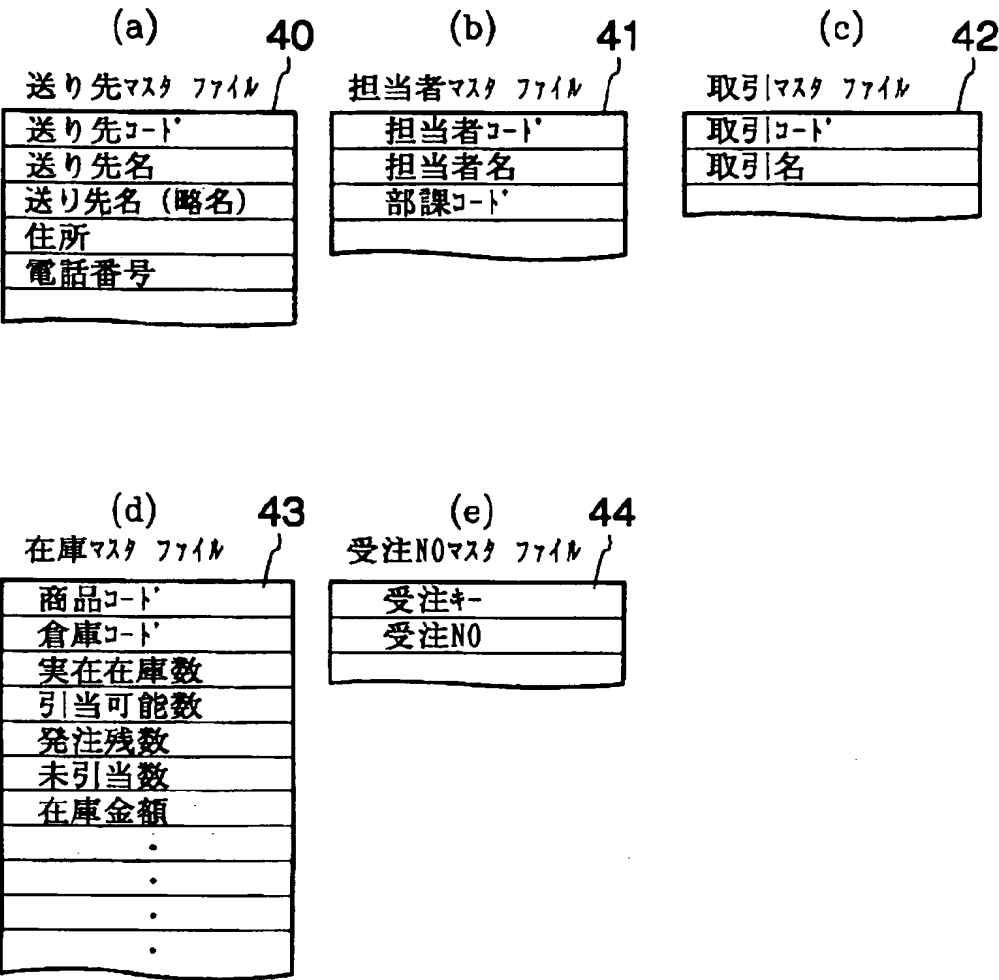 (a) 40
送り先ﾏｽﾀ ﾌｧｲﾙ
送り先ｺｰﾄﾞ
送り先名
送り先名（略名）
住所
電話番号
(b) 41
担当者ﾏｽﾀ ﾌｧｲﾙ
担当者ｺｰﾄﾞ
担当者名
部課ｺｰﾄﾞ
(c) 42
取引ﾏｽﾀ ﾌｧｲﾙ
取引ｺｰﾄﾞ
取引名
(d) 43
在庫ﾏｽﾀ ﾌｧｲﾙ
商品ｺｰﾄﾞ
倉庫ｺｰﾄﾞ
実在在庫数
引当可能数
発注残数
未引当数
在庫金額
・
・
・
・
(e) 44
受注NOﾏｽﾀ ﾌｧｲﾙ
受注ｷｰ
受注NO